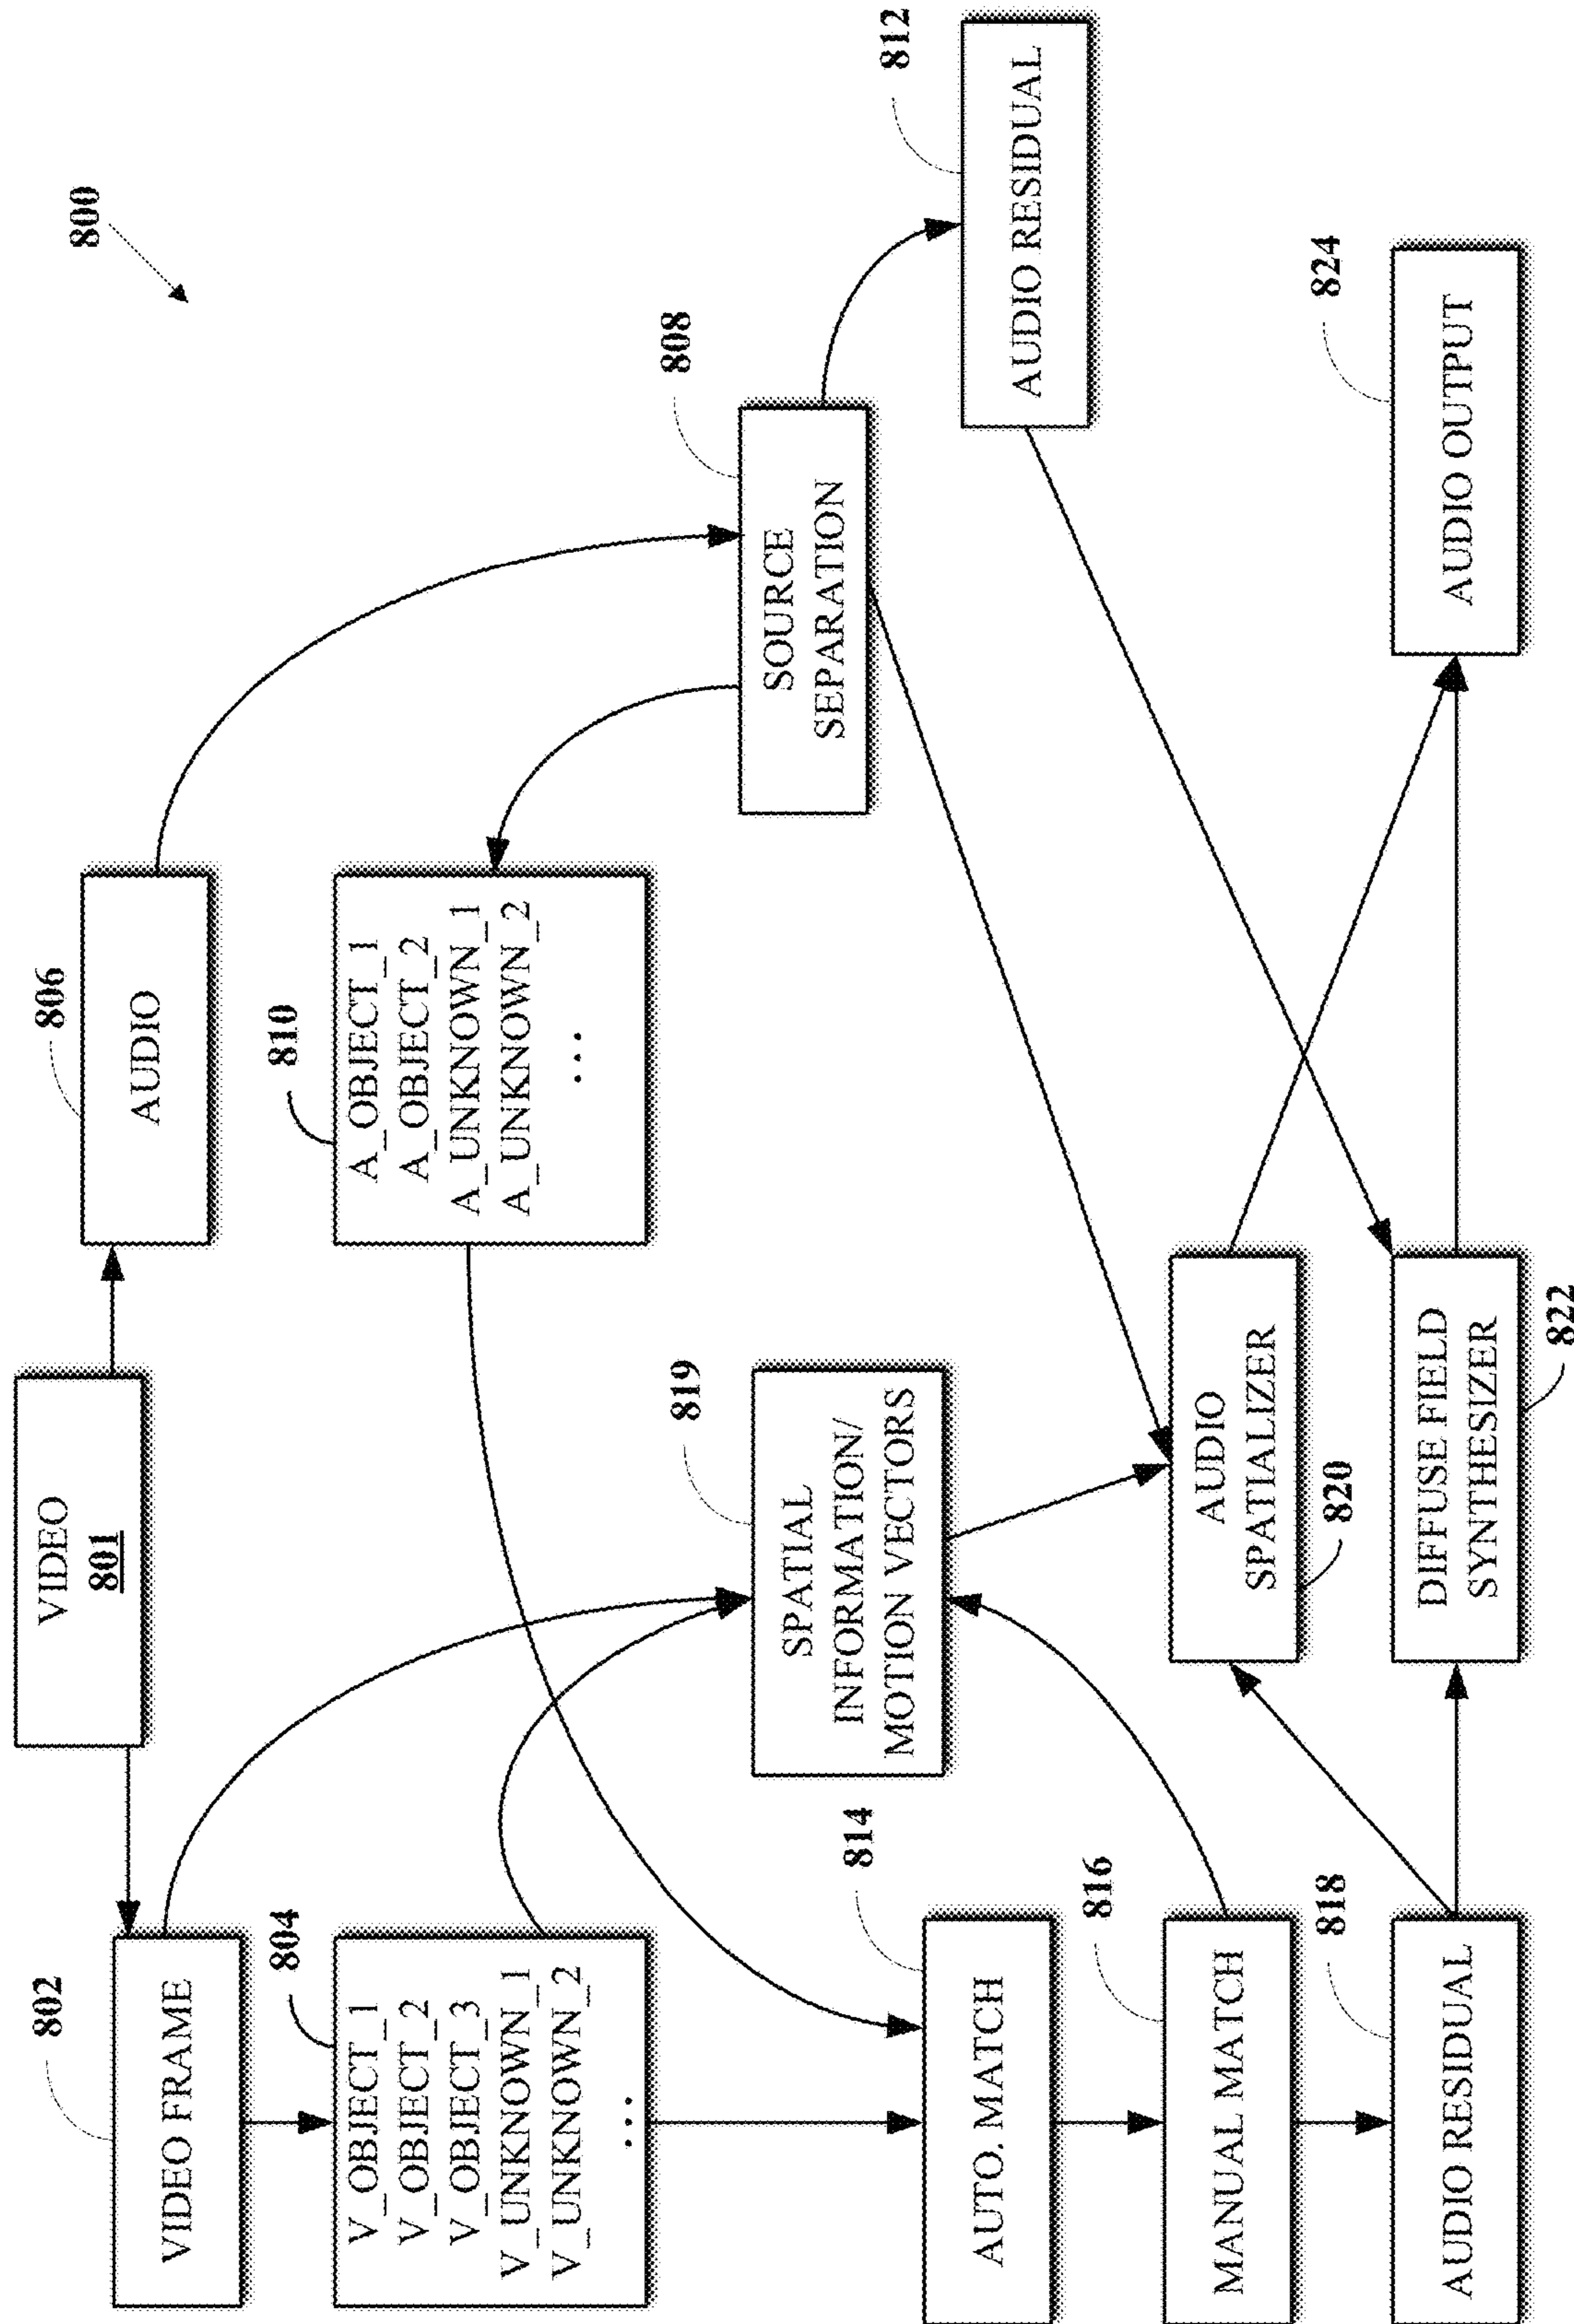 800
VIDEO
801
802
VIDEO FRAME
806
AUDIO
804
V_OBJECT_1
V_OBJECT_2
V_OBJECT_3
V_UNKNOWN_1
V_UNKNOWN_2
...
810
A_OBJECT_1
A_OBJECT_2
A_UNKNOWN_1
A_UNKNOWN_2
...
808
SOURCE
SEPARATION
812
AUDIO RESIDUAL
819
SPATIAL
INFORMATION/
MOTION VECTORS
814
AUTO. MATCH
816
MANUAL MATCH
818
AUDIO RESIDUAL
AUDIO
SPATIALIZER
820
DIFFUSE FIELD
SYNTHESIZER
822
824
AUDIO OUTPUT